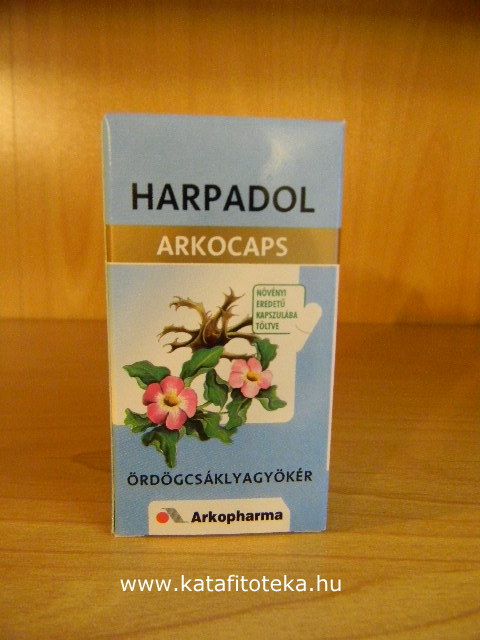 HARPADOL
ARKOCAPS
NÖVÉNYI
EREDETŰ
KAPSZULÁBA
TÖLTVE
ÖRDÖGCSÁKLYAGYÖKÉR
Arkopharma
www.katafitoteka.hu